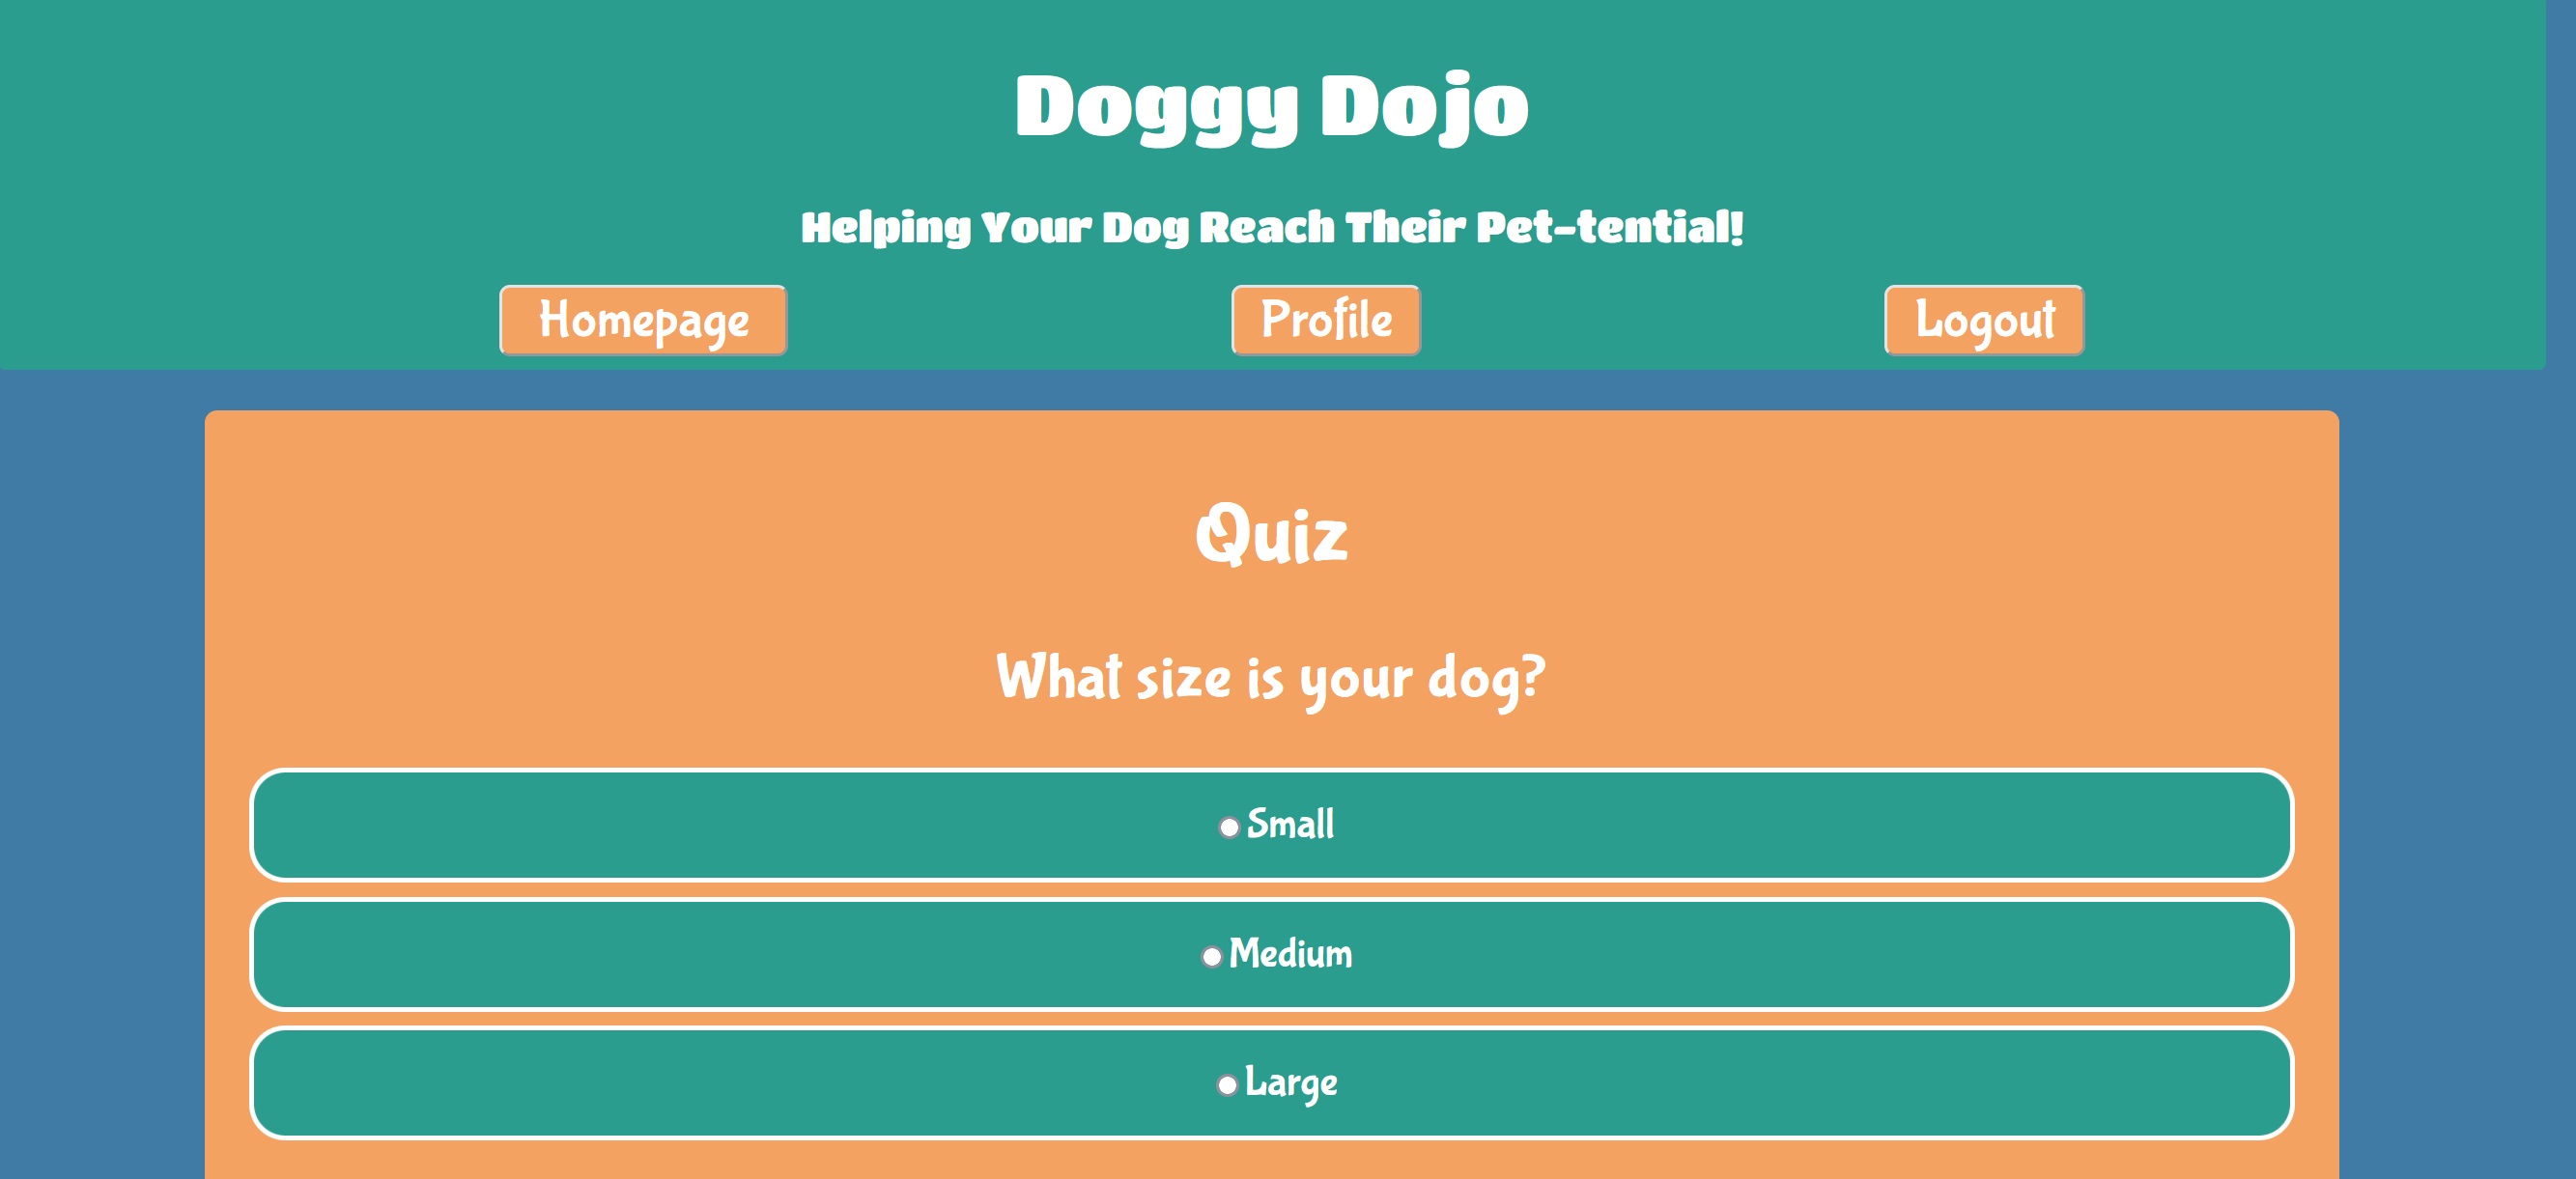 Doggy Dojo
Helping Your Dog Reach Their Pet-tential!
Homepage Profile Logout
Quiz
What size is your dog?
Small
Medium
Large